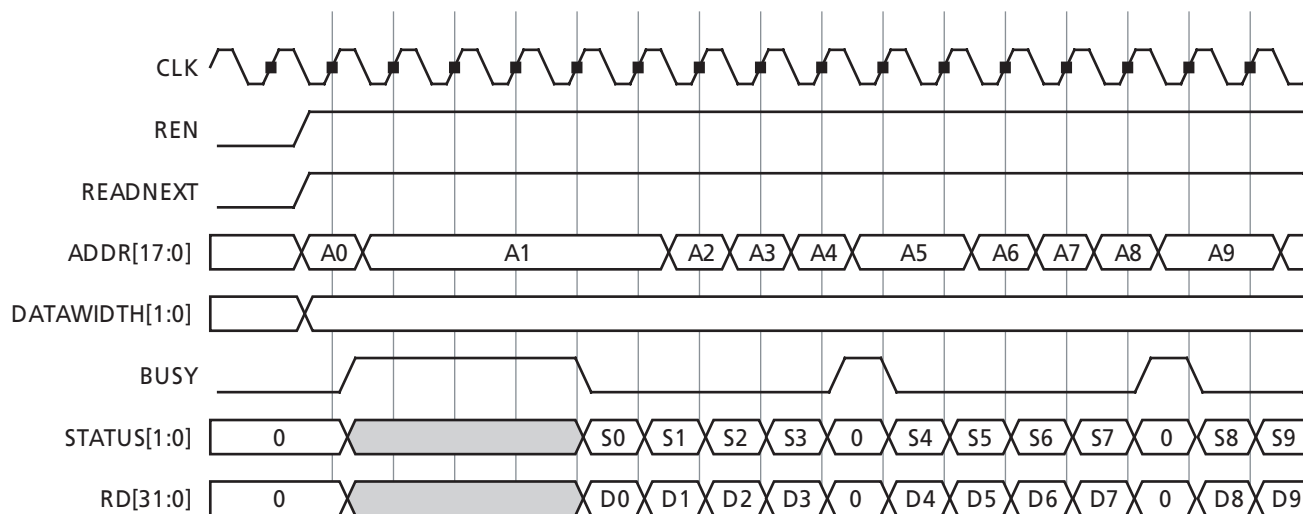 CLK
REN
READNEXT
ADDR[17:0] A0 A1 A2 A3 A4 A5 A6 A7 A8 A9
DATAWIDTH[1:0]
BUSY
STATUS[1:0] 0 S0 S1 S2 S3 0 S4 S5 S6 S7 0 S8 S9
RD[31:0] 0 D0 D1 D2 D3 0 D4 D5 D6 D7 0 D8 D9